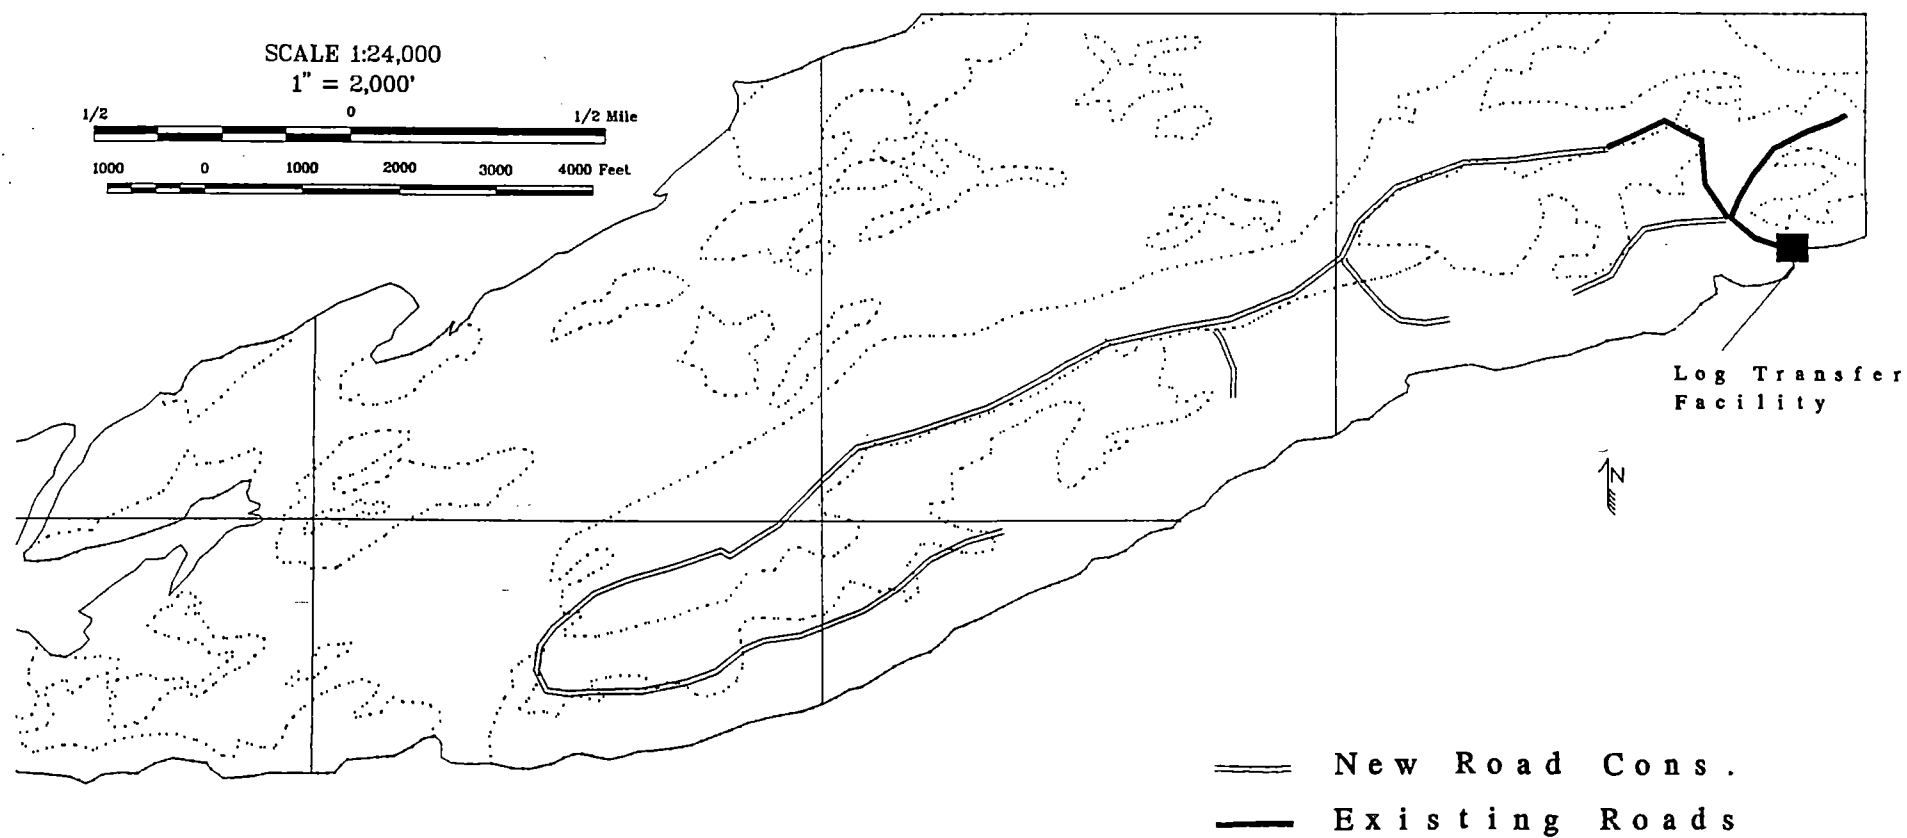 SCALE 1:24,000
1" = 2,000'
1/2 0 1/2 Mile
1000 0 1000 2000 3000 4000 Feet
Log Transfer
Facility
N
New Road Cons.
Existing Roads